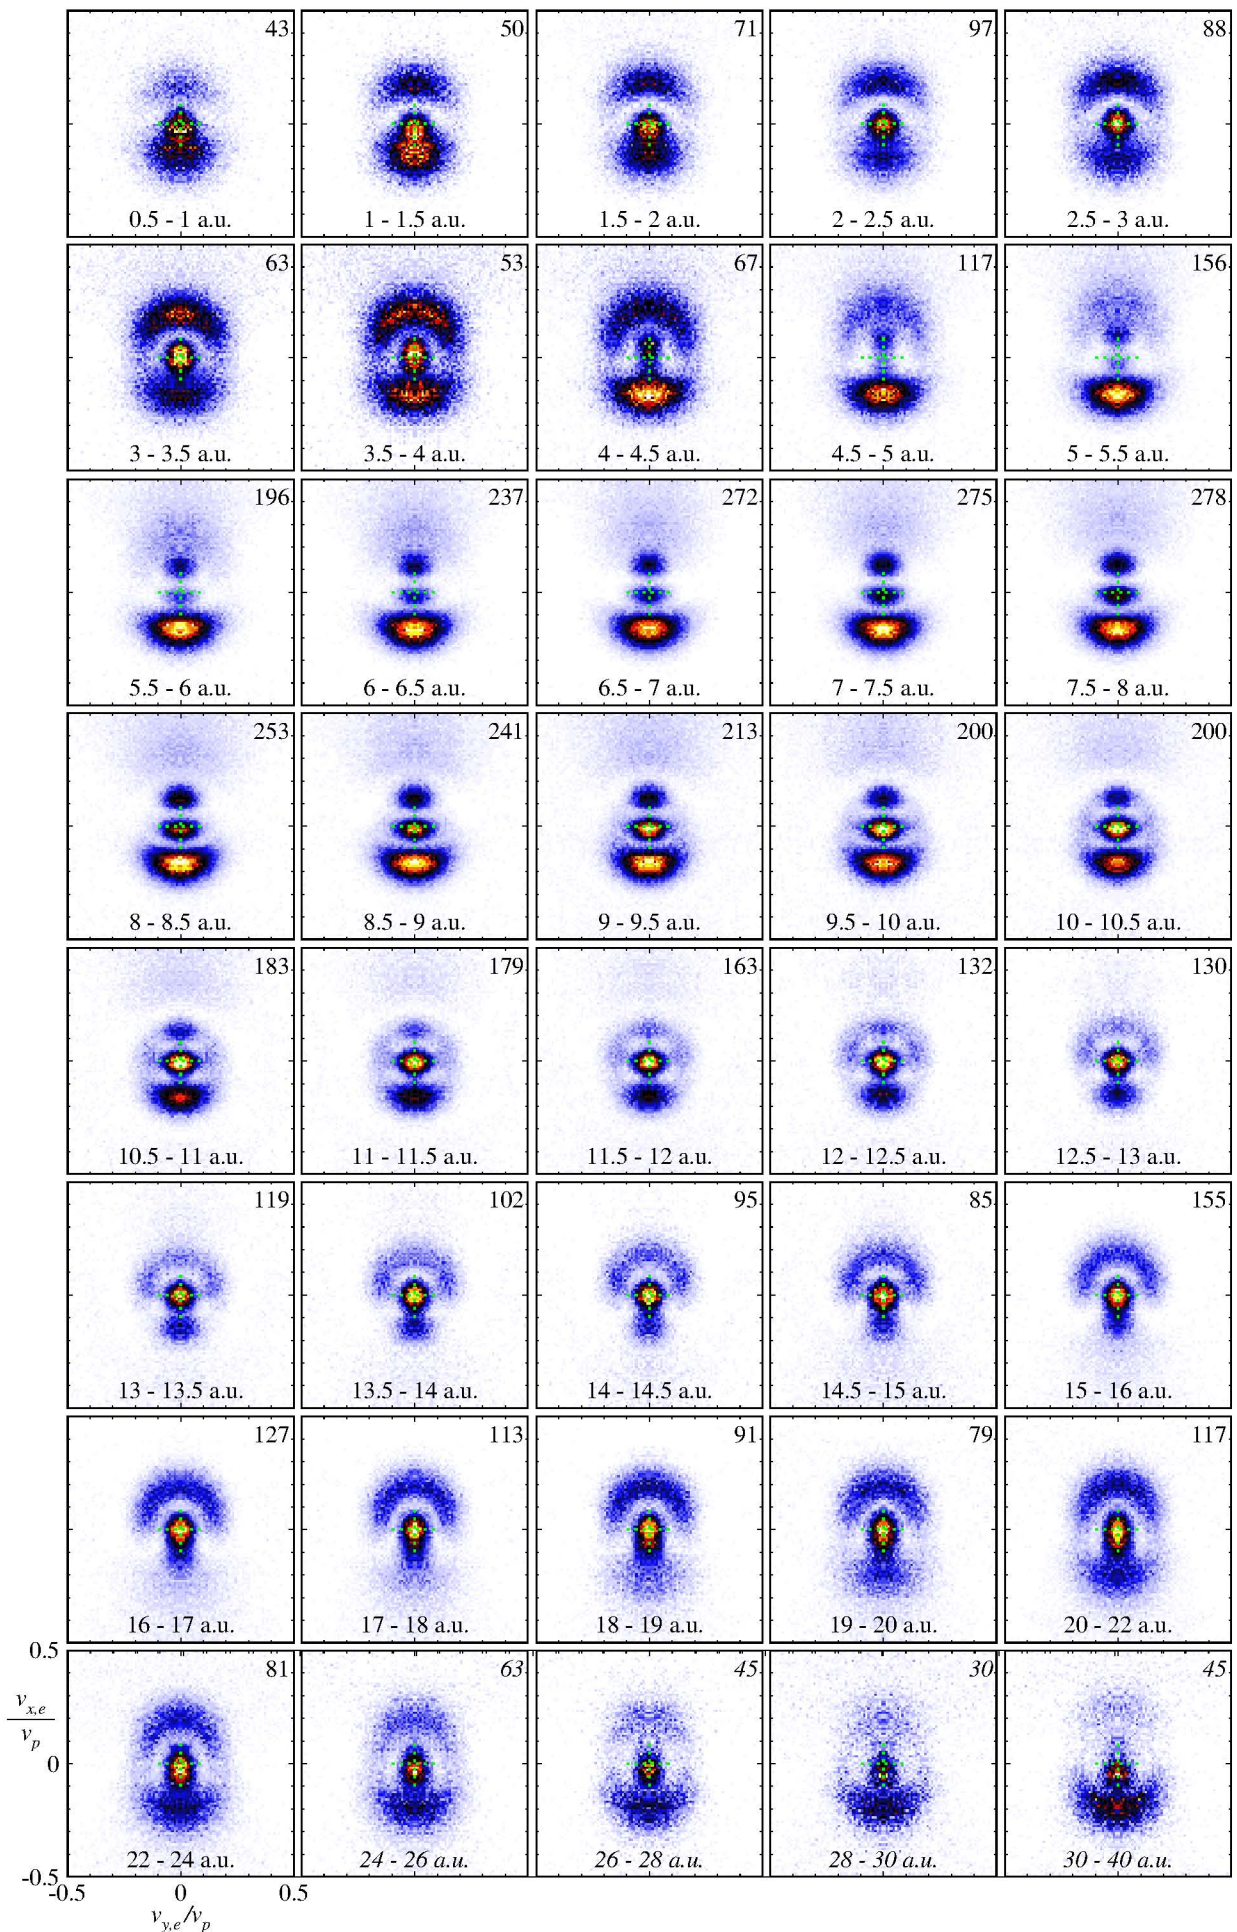 43 50 71 97 88
0.5 - 1 a.u. 1 - 1.5 a.u. 1.5 - 2 a.u. 2 - 2.5 a.u. 2.5 - 3 a.u.
63 53 67 117 156
3 - 3.5 a.u. 3.5 - 4 a.u. 4 - 4.5 a.u. 4.5 - 5 a.u. 5 - 5.5 a.u.
196 237 272 275 278
5.5 - 6 a.u. 6 - 6.5 a.u. 6.5 - 7 a.u. 7 - 7.5 a.u. 7.5 - 8 a.u.
253 241 213 200 200
8 - 8.5 a.u. 8.5 - 9 a.u. 9 - 9.5 a.u. 9.5 - 10 a.u. 10 - 10.5 a.u.
183 179 163 132 130
10.5 - 11 a.u. 11 - 11.5 a.u. 11.5 - 12 a.u. 12 - 12.5 a.u. 12.5 - 13 a.u.
119 102 95 85 155
13 - 13.5 a.u. 13.5 - 14 a.u. 14 - 14.5 a.u. 14.5 - 15 a.u. 15 - 16 a.u.
127 113 91 79 117
16 - 17 a.u. 17 - 18 a.u. 18 - 19 a.u. 19 - 20 a.u. 20 - 22 a.u.
0.5
81 63 45 30 45
v_{x,e}
v_p
0
22 - 24 a.u. 24 - 26 a.u. 26 - 28 a.u. 28 - 30 a.u. 30 - 40 a.u.
-0.5
-0.5 0 0.5
v_{y,e}/v_p